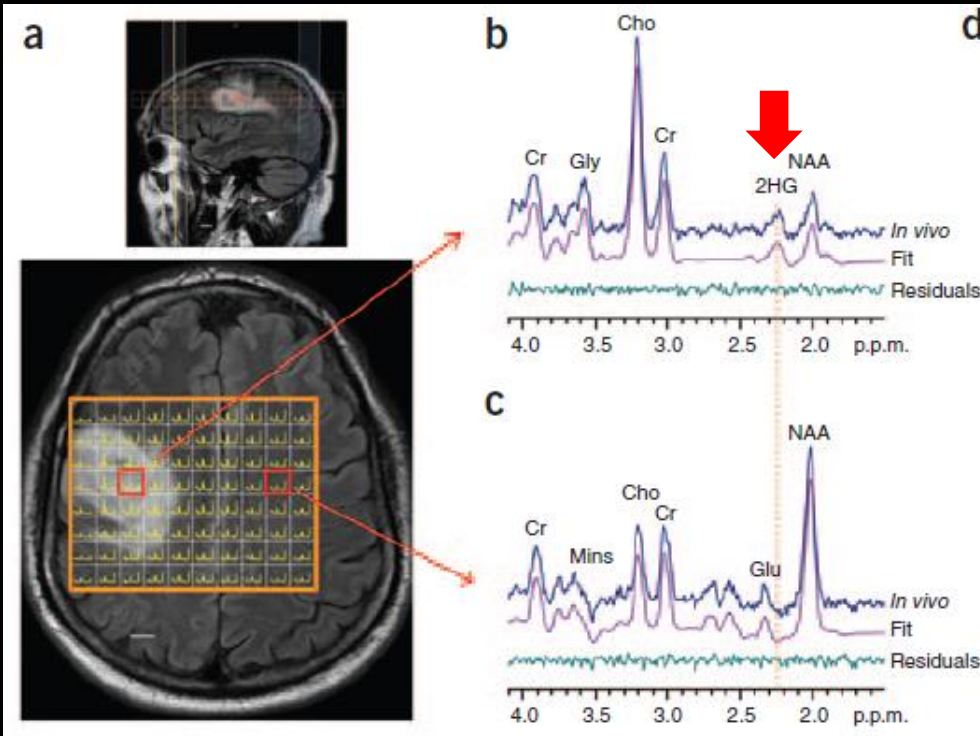 a
b
Cho
Cr
Gly
Cr
2HG
NAA
In vivo
Fit
Residuals
4.0 3.5 3.0 2.5 2.0 p.p.m.
c
NAA
Cho
Cr
Cr
Mins
Glu
In vivo
Fit
Residuals
4.0 3.5 3.0 2.5 2.0 p.p.m.
d